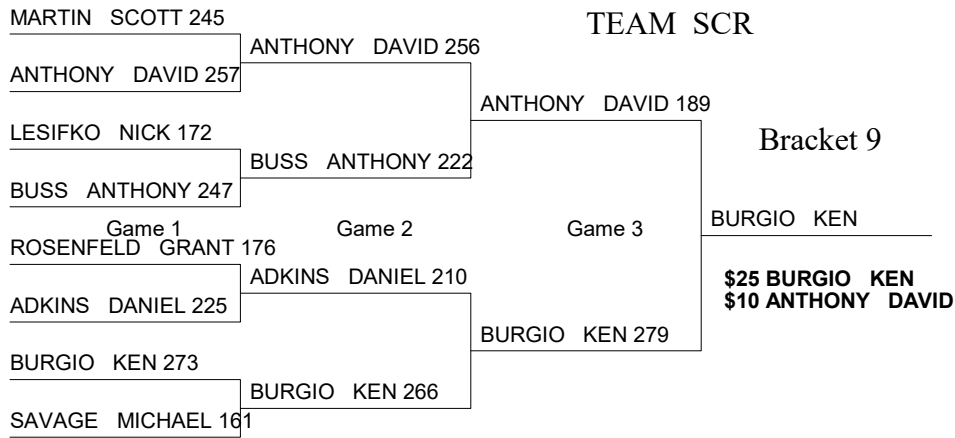 MARTIN SCOTT 245
TEAM SCR
ANTHONY DAVID 256
ANTHONY DAVID 257
ANTHONY DAVID 189
LESIFKO NICK 172
Bracket 9
BUSS ANTHONY 222
BUSS ANTHONY 247
Game 1
Game 2
Game 3
BURGIO KEN
ROSENFELD GRANT 176
ADKINS DANIEL 210
$25 BURGIO KEN
$10 ANTHONY DAVID
ADKINS DANIEL 225
BURGIO KEN 279
BURGIO KEN 273
BURGIO KEN 266
SAVAGE MICHAEL 161